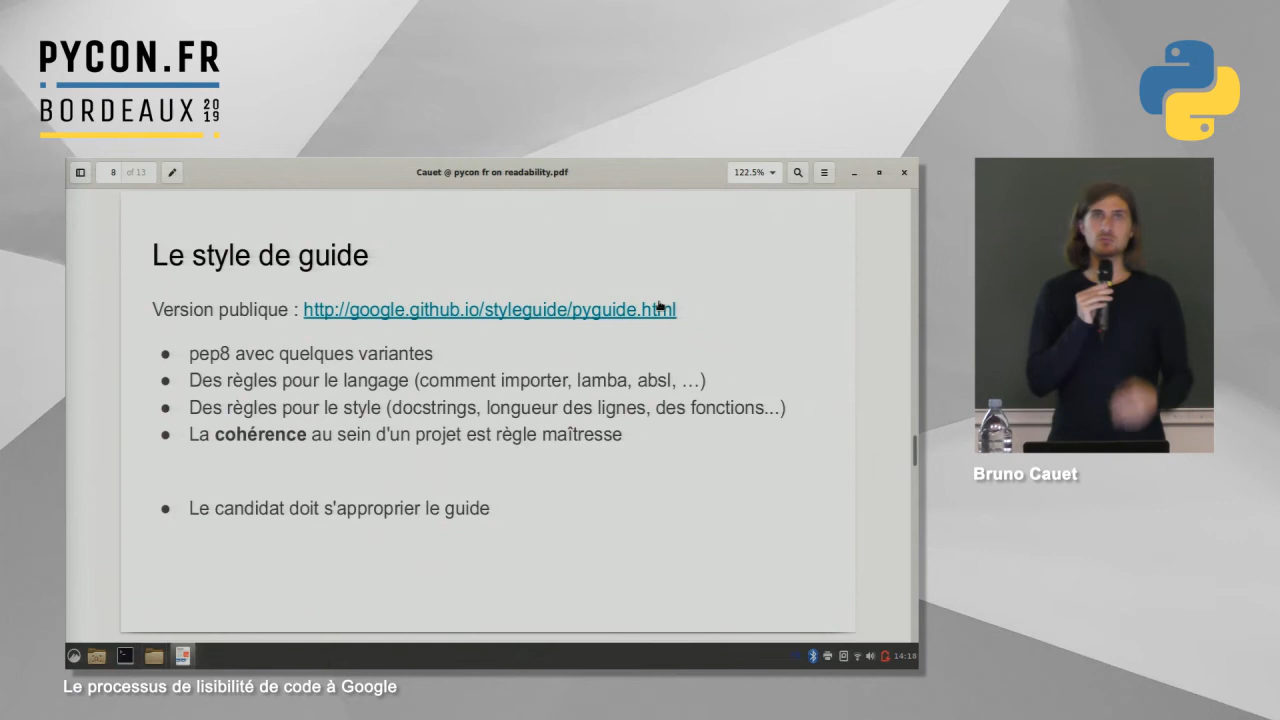 PYCON.FR
BORDEAUX 2019
8 of 13
Cauet @ pycon fr on readability.pdf
122.5%
Le style de guide
Version publique : http://google.github.io/styleguide/pyguide.html
● pep8 avec quelques variantes
● Des règles pour le langage (comment importer, lamba, absl, …)
● Des règles pour le style (docstrings, longueur des lignes, des fonctions...)
● La cohérence au sein d'un projet est règle maîtresse
● Le candidat doit s'approprier le guide
14:18
Bruno Cauet
Le processus de lisibilité de code à Google